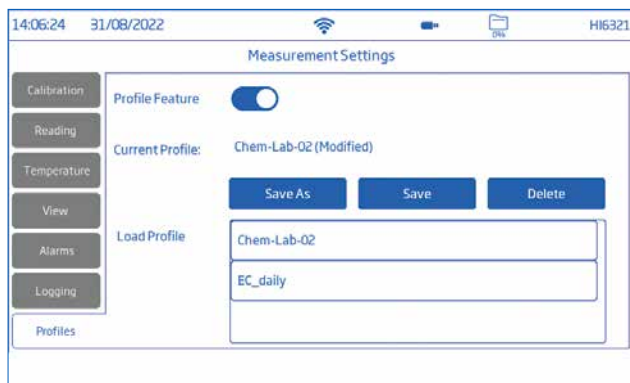 14:06:24 31/08/2022 HI6321
Measurement Settings
Calibration
Reading
Temperature
View
Alarms
Logging
Profiles
Profile Feature
Current Profile: Chem-Lab-02 (Modified)
Save As Save Delete
Load Profile
Chem-Lab-02
EC_daily